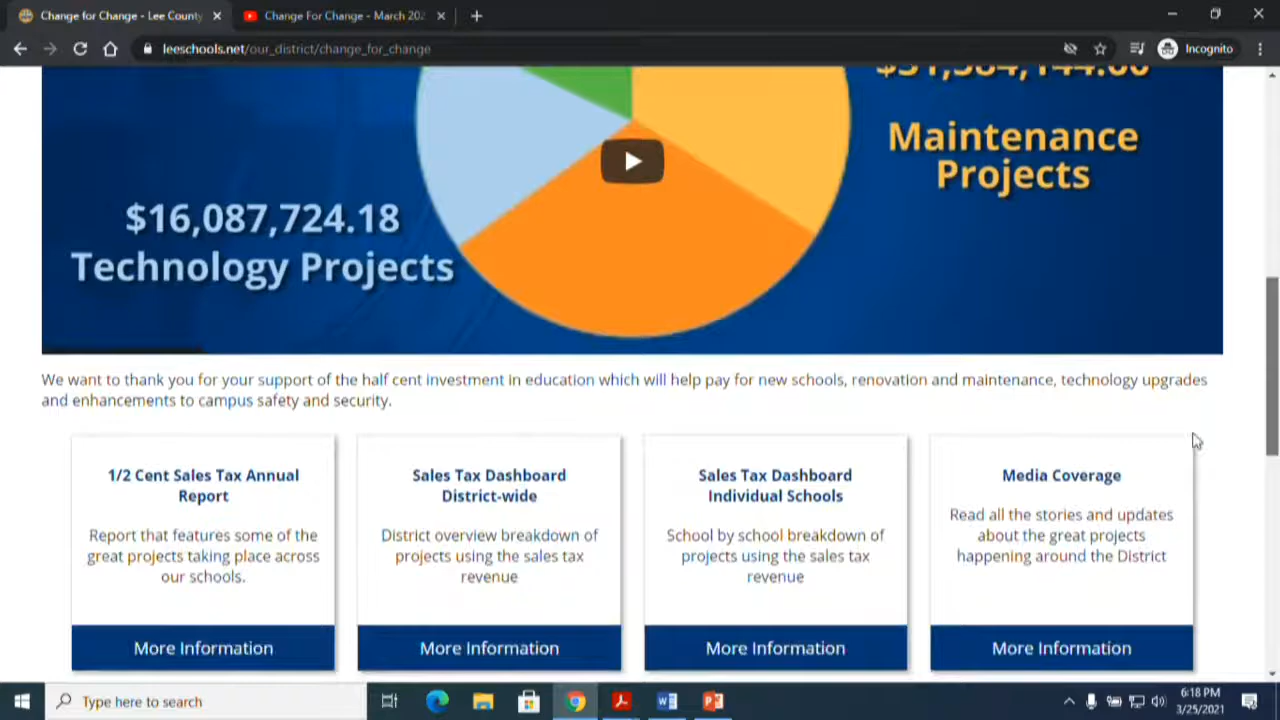 Change for Change - Lee County
Change For Change - March 202
leeschools.net/our_district/change_for_change
Incognito
Maintenance
Projects
$16,087,724.18
Technology Projects
We want to thank you for your support of the half cent investment in education which will help pay for new schools, renovation and maintenance, technology upgrades
and enhancements to campus safety and security.
1/2 Cent Sales Tax Annual
Report
Report that features some of the
great projects taking place across
our schools.
More Information
Sales Tax Dashboard
District-wide
District overview breakdown of
projects using the sales tax
revenue
More Information
Sales Tax Dashboard
Individual Schools
School by school breakdown of
projects using the sales tax
revenue
More Information
Media Coverage
Read all the stories and updates
about the great projects
happening around the District
More Information
Type here to search
6:18 PM
3/25/2021